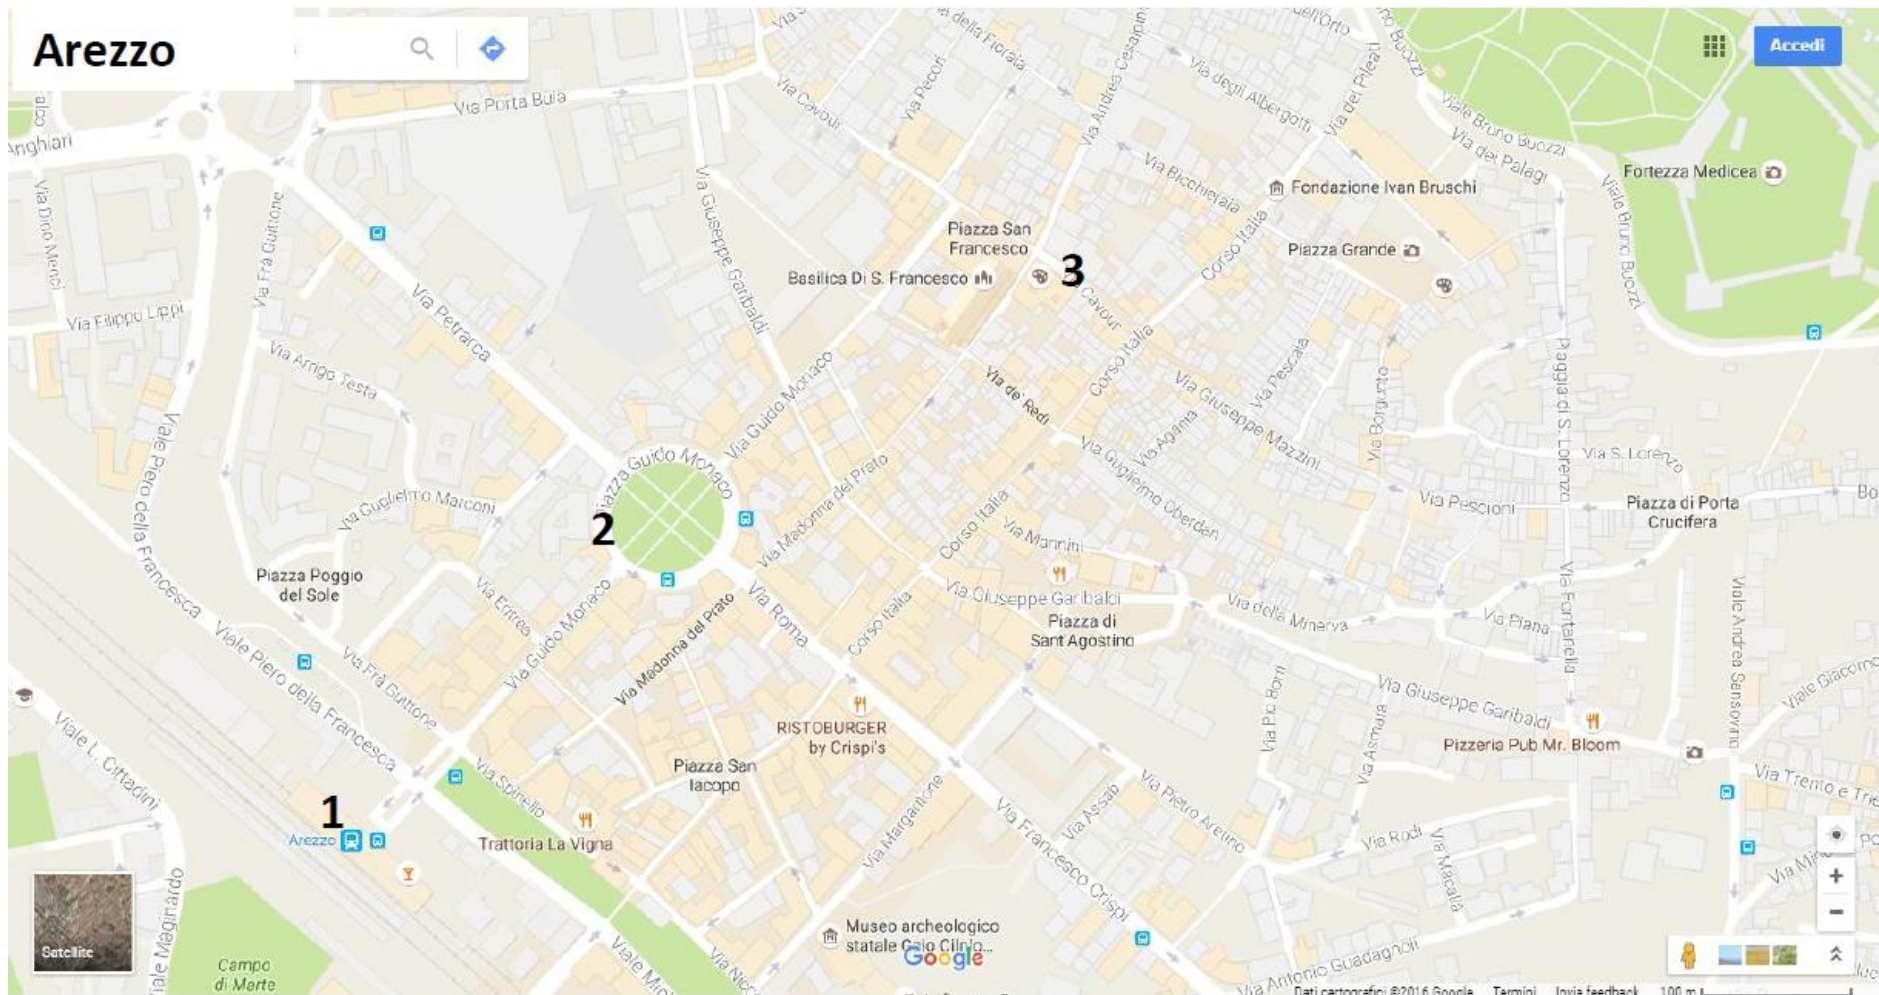 Arezzo
Accedi
Via Porta Buia
Via Cavour
Via Pecori
Via Andrea Cesalpino
Via degli Albergotti
Via dei Pileati
Viale Bruno Buozzi
Via dei Palagi
Fortezza Medicea
Anghiari
Via Dino Menci
Via Fra Guittone
Via Giuseppe Garibaldi
Via Bicchieraia
Fondazione Ivan Bruschi
Viale Bruno Buozzi
Piazza San
Francesco
Basilica Di S. Francesco
3
Corso Italia
Piazza Grande
Via Filippo Lippi
Via Petrarca
Cavour
Via Arrigo Testa
Via Guido Monaco
Via de' Redi
Corso Italia
Via Giuseppe Mazzini
Via Pescaia
Via Borgunto
Piaggia di S. Lorenzo
Viale Piero della Francesca
Piazza Guido Monaco
Via Madonna del Prato
Via Guglielmo Oberdan
Via Agania
Via S. Lorenzo
Via Guglielmo Marconi
2
Corso Italia
Via Mannini
Via Pescioni
Piazza di Porta
Crucifera
Bo
Piazza Poggio
del Sole
Via Eritrea
Via Guido Monaco
Via Madonna del Prato
Via Roma
Corso Italia
Via Giuseppe Garibaldi
Piazza di
Sant'Agostino
Via della Minerva
Via Piana
Via Fontanella
Viale Andrea Sansovino
Viale Giacomo
Viale Piero della Francesca
Via Fra Guittone
RISTOBURGER
by Crispi's
Via Pio Borri
Via Asmara
Via Giuseppe Garibaldi
Pizzeria Pub Mr. Bloom
Viale L. Cittadini
Piazza San
Iacopo
Via Spinello
Via Margaritone
Via Assab
Via Pietro Aretino
Via Trento e Trie
1
Arezzo
Trattoria La Vigna
Via Francesco Crispi
Via Rodi
Via Macallà
Via Maginardo
Satellite
Campo
di Marte
Museo archeologico
statale Gaio Cilnio...
Google
Via Antonio Guadagnoli
Dati cartografici ©2016 Google Termini Invia feedback 100 m